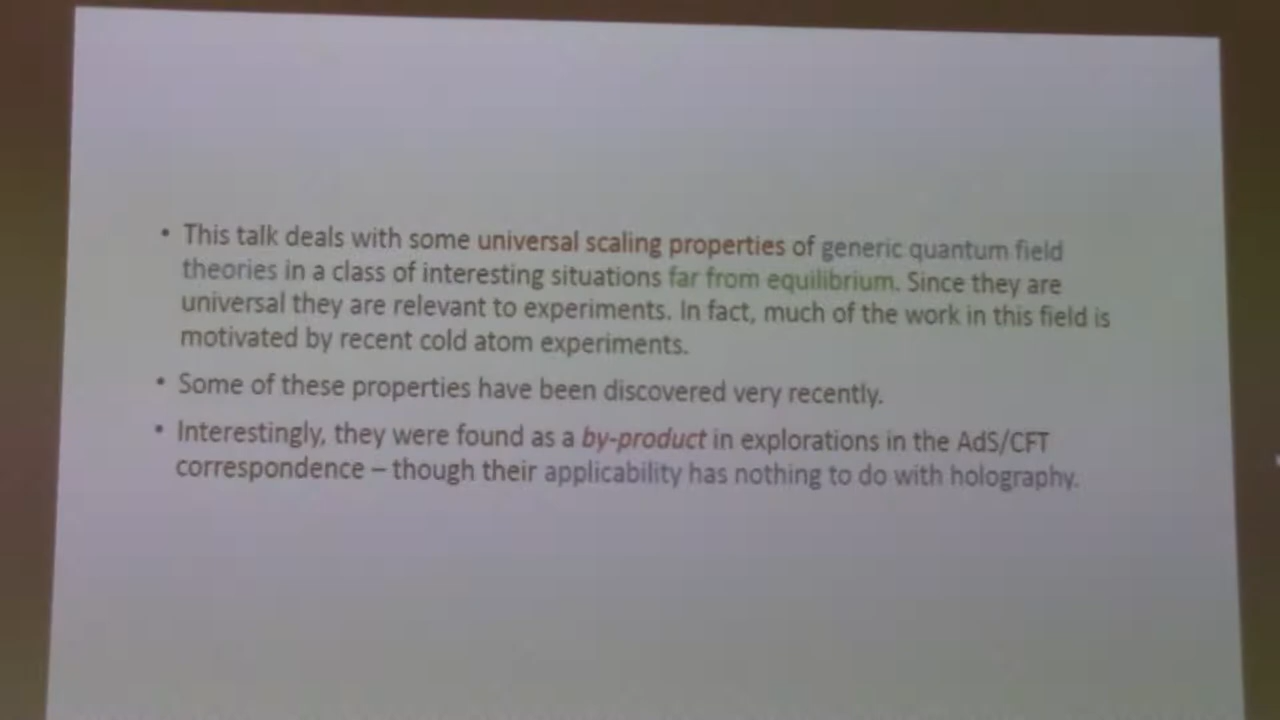 • This talk deals with some universal scaling properties of generic quantum field
theories in a class of interesting situations far from equilibrium. Since they are
universal they are relevant to experiments. In fact, much of the work in this field is
motivated by recent cold atom experiments.
• Some of these properties have been discovered very recently.
• Interestingly, they were found as a by-product in explorations in the AdS/CFT
correspondence – though their applicability has nothing to do with holography.